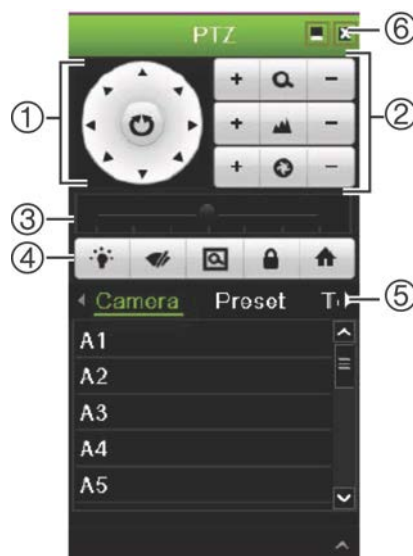 PTZ
⑥
①
②
+ -
+ -
+ -
③
④
Camera Preset
⑤
A1
A2
A3
A4
A5